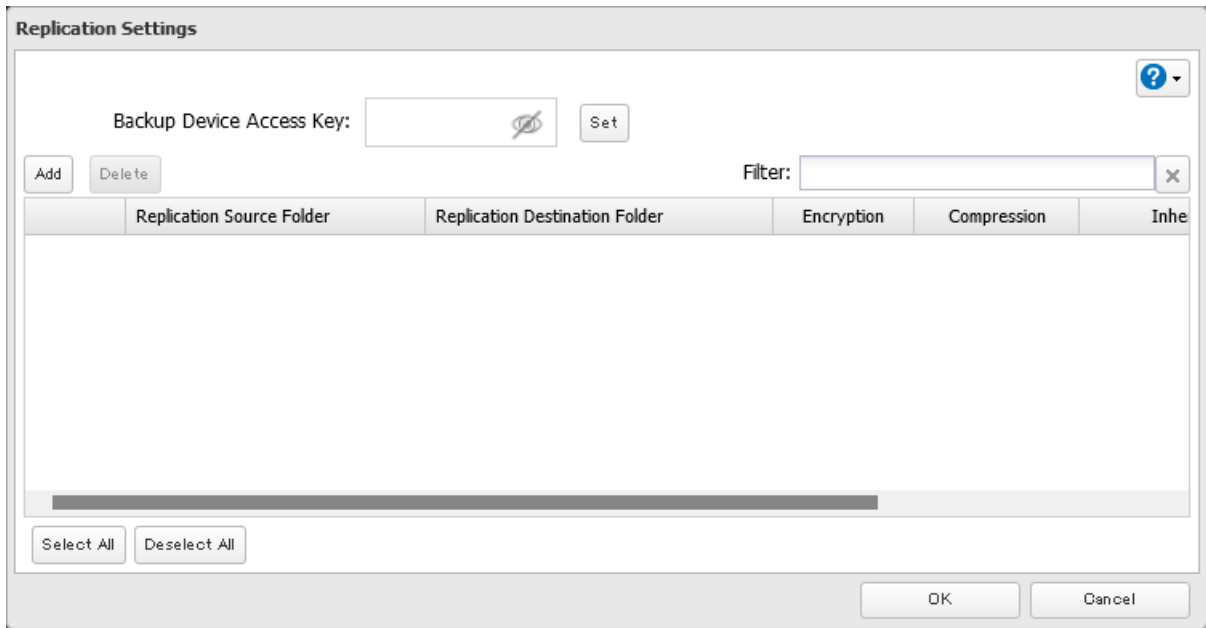 Replication Settings
?
Backup Device Access Key: Set
Add Delete Filter:
Replication Source Folder Replication Destination Folder Encryption Compression Inhe
Select All Deselect All
OK Cancel